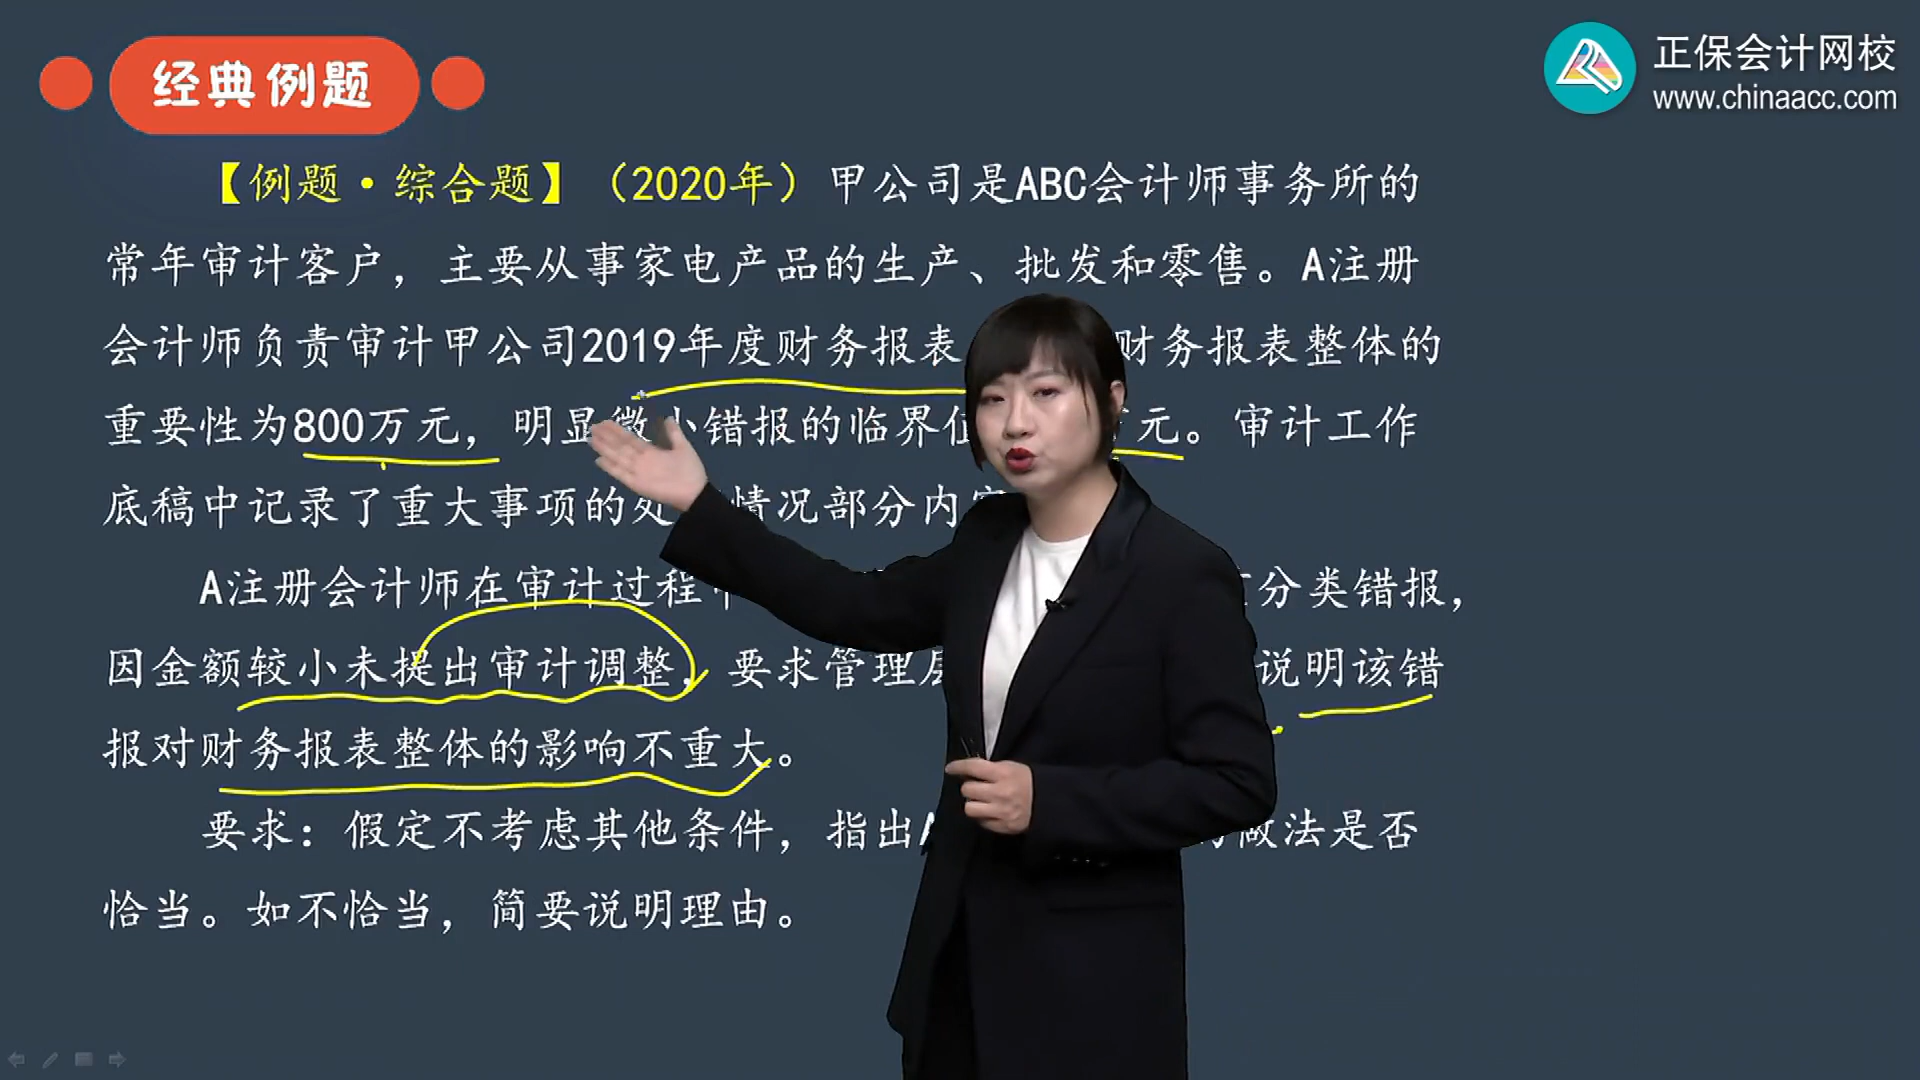 经典例题
正保会计网校
www.chinaacc.com
【例题·综合题】（2020年）甲公司是ABC会计师事务所的
常年审计客户，主要从事家电产品的生产、批发和零售。A注册
会计师负责审计甲公司2019年度财务报表 财务报表整体的
重要性为800万元，明显微小错报的临界 元。审计工作
底稿中记录了重大事项的处 情况部分内
A注册会计师在审计过程 分类错报，
因金额较小未提出审计调整，要求管理 说明该错
报对财务报表整体的影响不重大。
要求：假定不考虑其他条件，指出 做法是否
恰当。如不恰当，简要说明理由。